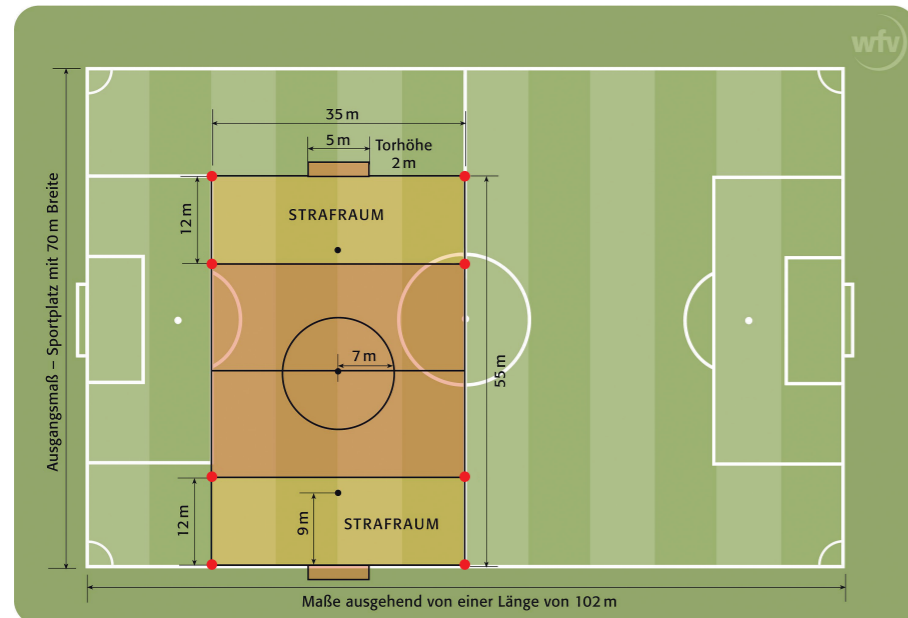 wfv
35 m
5 m
Torhöhe
2 m
12 m
STRAFRAUM
Ausgangsmaß – Sportplatz mit 70 m Breite
7 m
55 m
12 m
9 m
STRAFRAUM
Maße ausgehend von einer Länge von 102 m